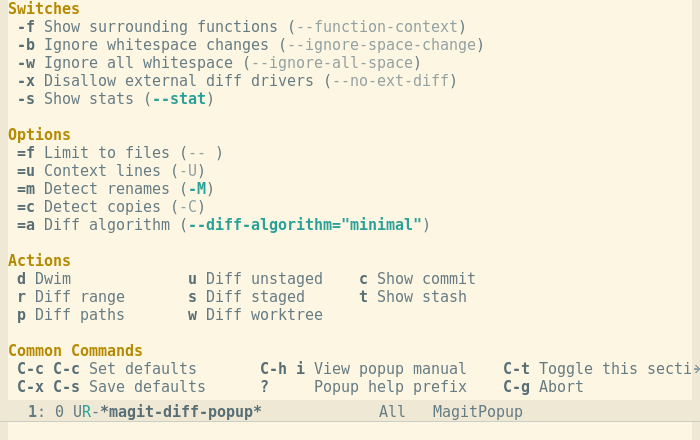 Switches
-f Show surrounding functions (--function-context)
-b Ignore whitespace changes (--ignore-space-change)
-w Ignore all whitespace (--ignore-all-space)
-x Disallow external diff drivers (--no-ext-diff)
-s Show stats (--stat)
Options
=f Limit to files (-- )
=u Context lines (-U)
=m Detect renames (-M)
=c Detect copies (-C)
=a Diff algorithm (--diff-algorithm="minimal")
Actions
d Dwim u Diff unstaged c Show commit
r Diff range s Diff staged t Show stash
p Diff paths w Diff worktree
Common Commands
C-c C-c Set defaults C-h i View popup manual C-t Toggle this secti
C-x C-s Save defaults ? Popup help prefix C-g Abort
1: 0 UR-*magit-diff-popup* All MagitPopup